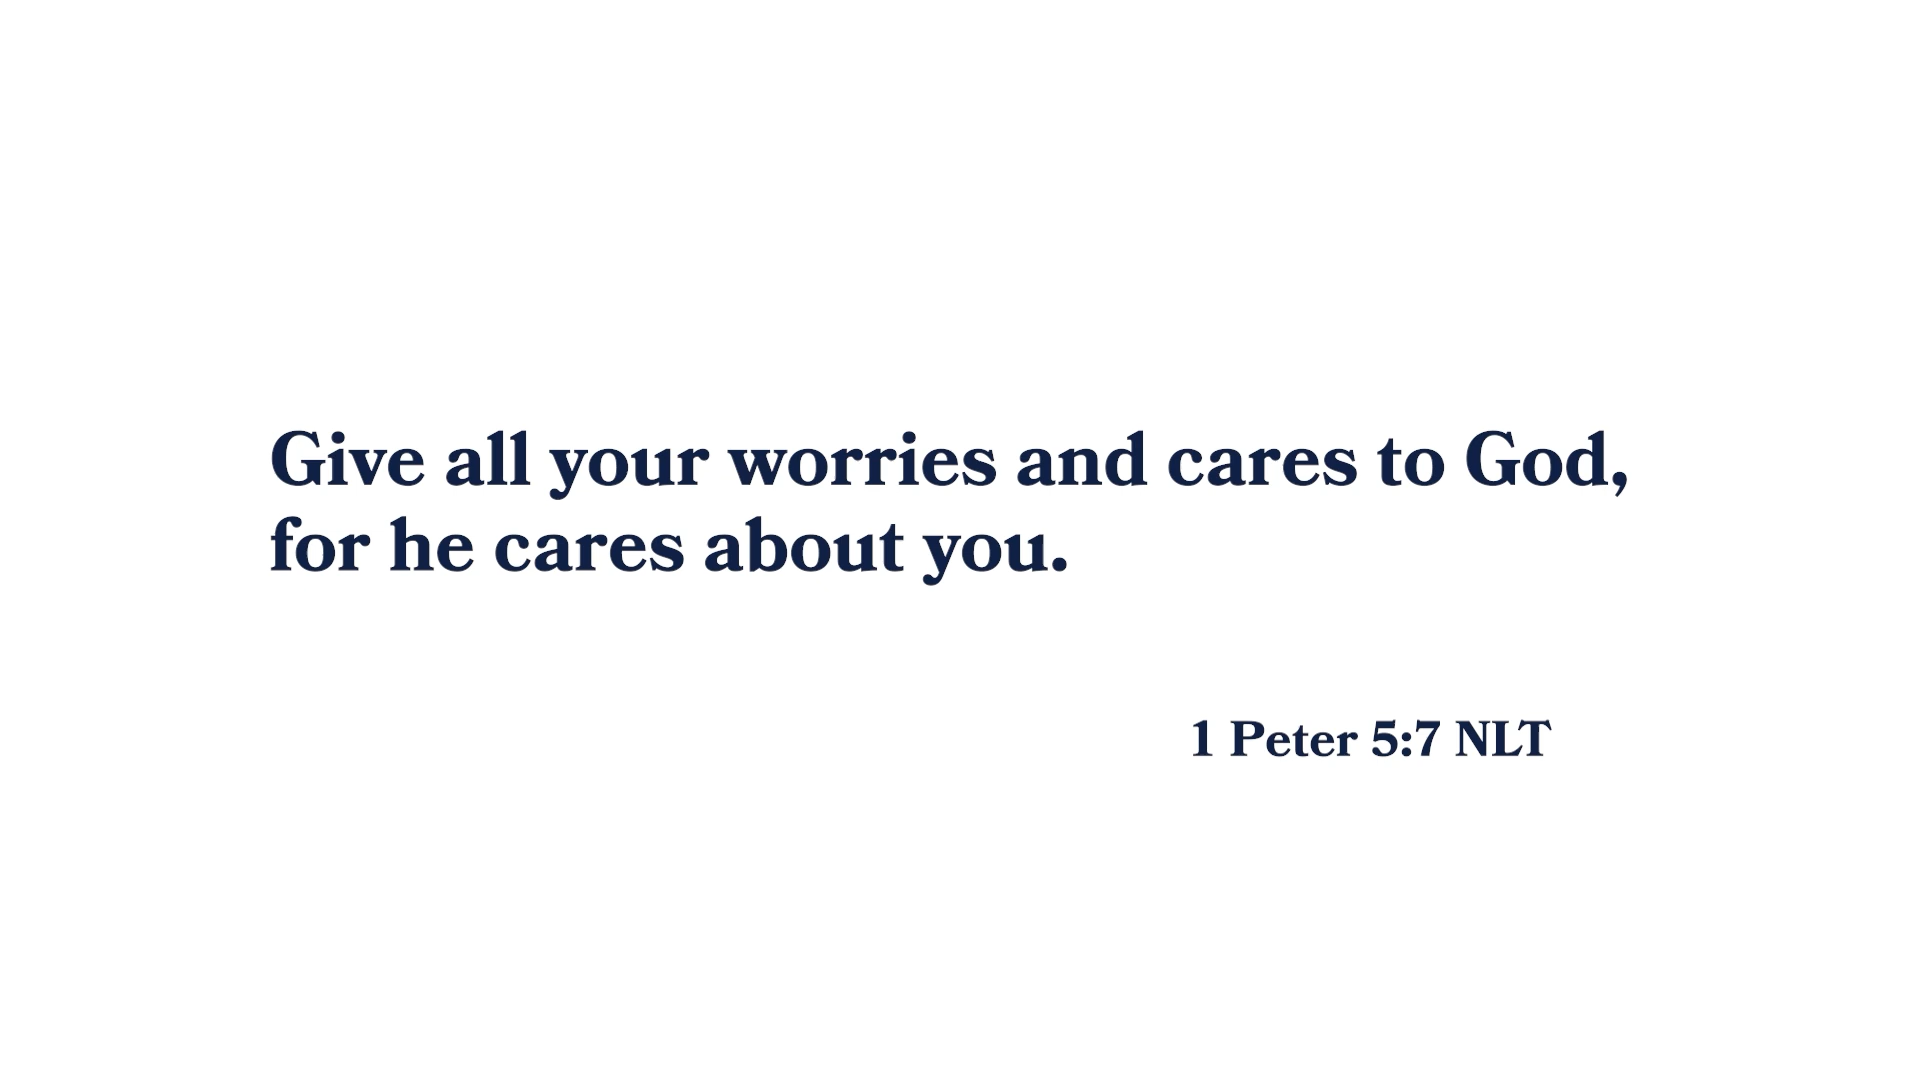 Give all your worries and cares to God,
for he cares about you.
1 Peter 5:7 NLT